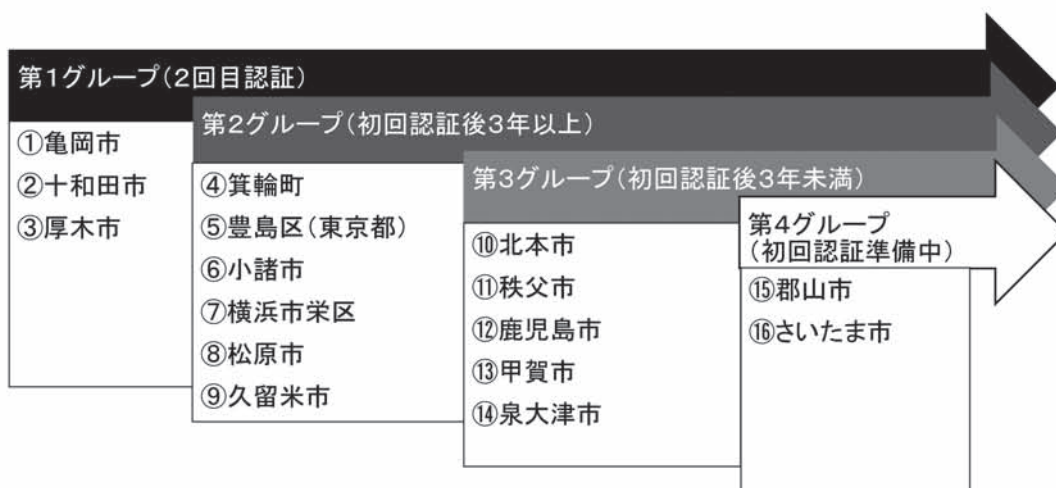 第1グループ(2回目認証)
①亀岡市
②十和田市
③厚木市
第2グループ(初回認証後3年以上)
④箕輪町
⑤豊島区(東京都)
⑥小諸市
⑦横浜市栄区
⑧松原市
⑨久留米市
第3グループ(初回認証後3年未満)
⑩北本市
⑪秩父市
⑫鹿児島市
⑬甲賀市
⑭泉大津市
第4グループ
(初回認証準備中)
⑮郡山市
⑯さいたま市